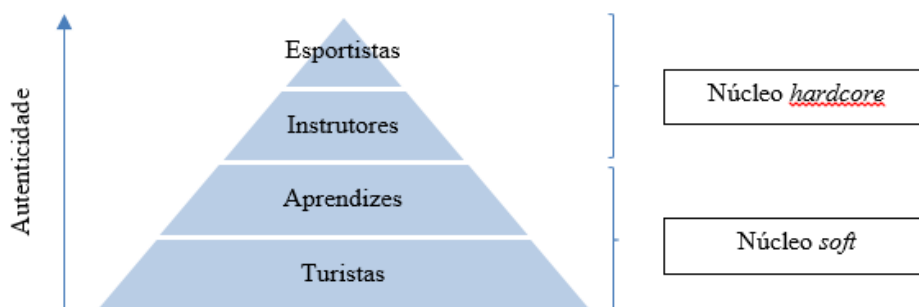 Autenticidade
Esportistas
Instrutores
Aprendizes
Turistas
Núcleo hardcore
Núcleo soft